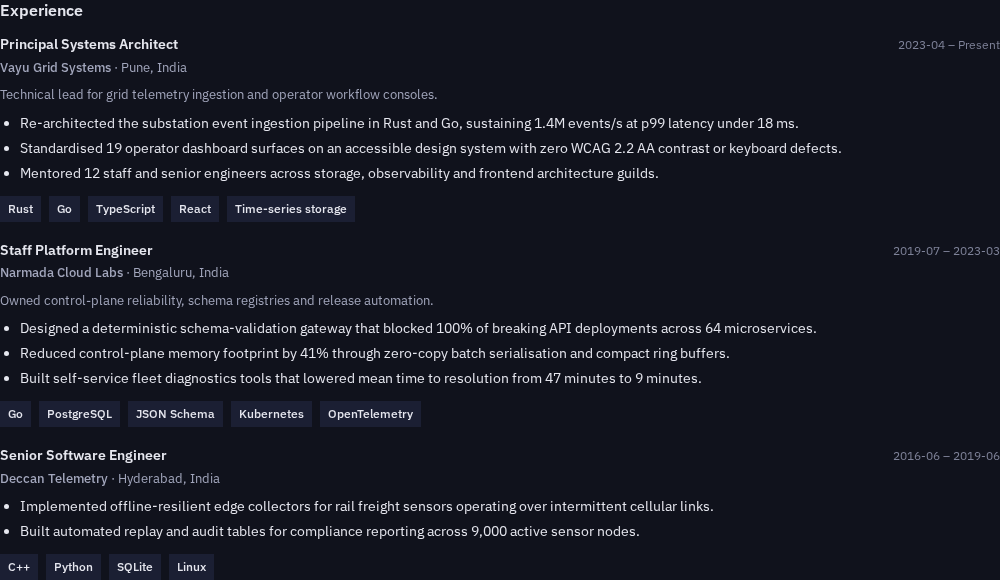 Experience
Principal Systems Architect 2023-04 – Present
Vayu Grid Systems · Pune, India
Technical lead for grid telemetry ingestion and operator workflow consoles.
• Re-architected the substation event ingestion pipeline in Rust and Go, sustaining 1.4M events/s at p99 latency under 18 ms.
• Standardised 19 operator dashboard surfaces on an accessible design system with zero WCAG 2.2 AA contrast or keyboard defects.
• Mentored 12 staff and senior engineers across storage, observability and frontend architecture guilds.
Rust Go TypeScript React Time-series storage
Staff Platform Engineer 2019-07 – 2023-03
Narmada Cloud Labs · Bengaluru, India
Owned control-plane reliability, schema registries and release automation.
• Designed a deterministic schema-validation gateway that blocked 100% of breaking API deployments across 64 microservices.
• Reduced control-plane memory footprint by 41% through zero-copy batch serialisation and compact ring buffers.
• Built self-service fleet diagnostics tools that lowered mean time to resolution from 47 minutes to 9 minutes.
Go PostgreSQL JSON Schema Kubernetes OpenTelemetry
Senior Software Engineer 2016-06 – 2019-06
Deccan Telemetry · Hyderabad, India
• Implemented offline-resilient edge collectors for rail freight sensors operating over intermittent cellular links.
• Built automated replay and audit tables for compliance reporting across 9,000 active sensor nodes.
C++ Python SQLite Linux